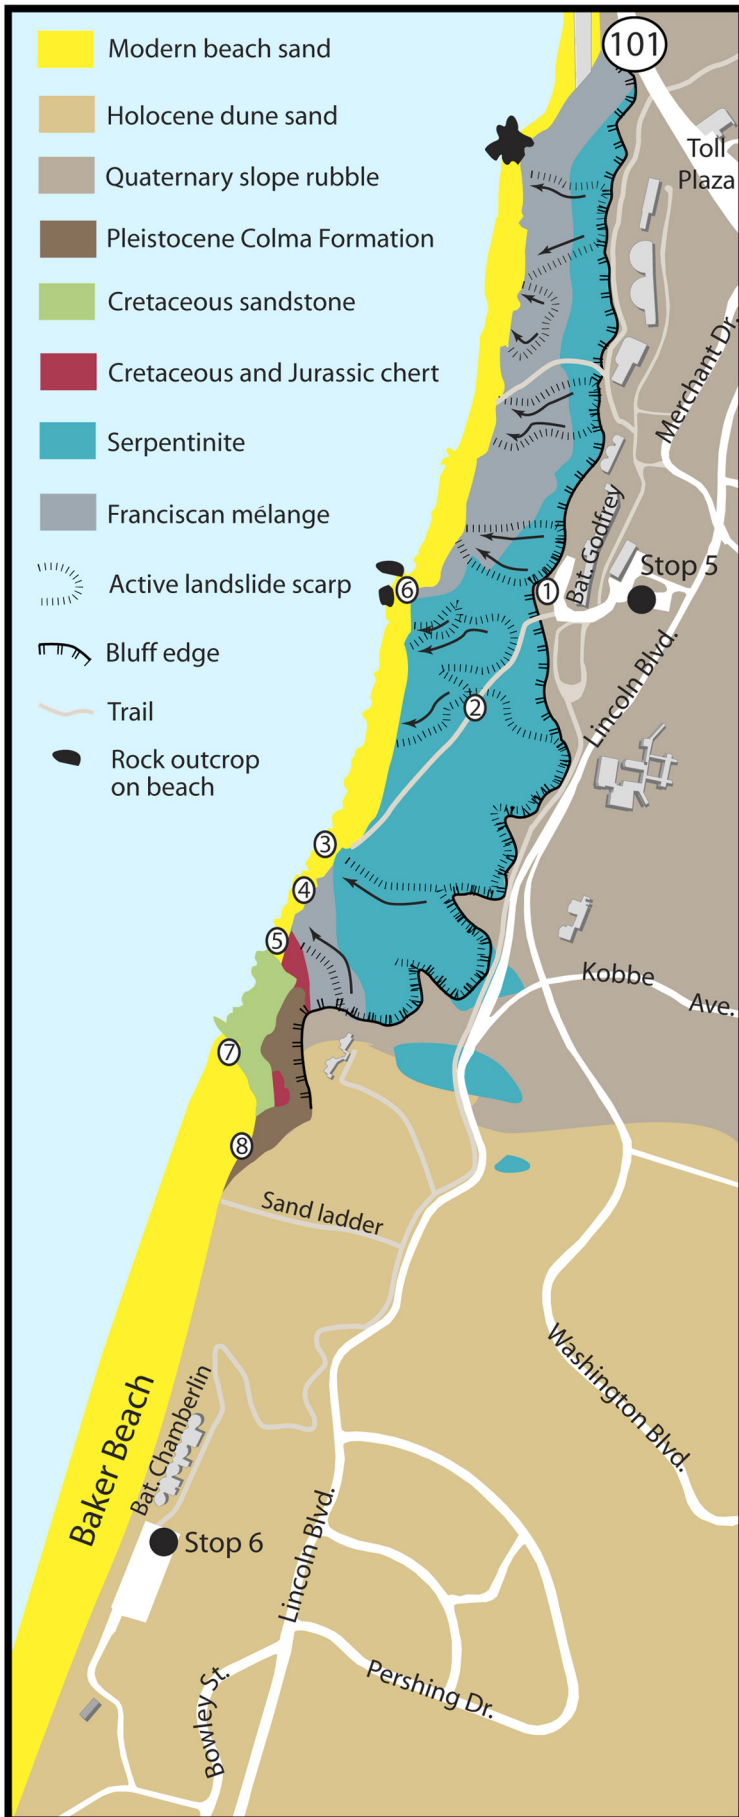 Modern beach sand
Holocene dune sand
Quaternary slope rubble
Pleistocene Colma Formation
Cretaceous sandstone
Cretaceous and Jurassic chert
Serpentinite
Franciscan mélange
Active landslide scarp
Bluff edge
Trail
Rock outcrop
on beach
101
Toll
Plaza
Merchant Dr.
Bat. Godfrey
Stop 5
1
6
2
Lincoln Blvd.
3
4
5
Kobbe
Ave.
7
8
Sand ladder
Washington Blvd.
Baker Beach
Bat. Chamberlin
Stop 6
Lincoln Blvd.
Pershing Dr.
Bowley St.